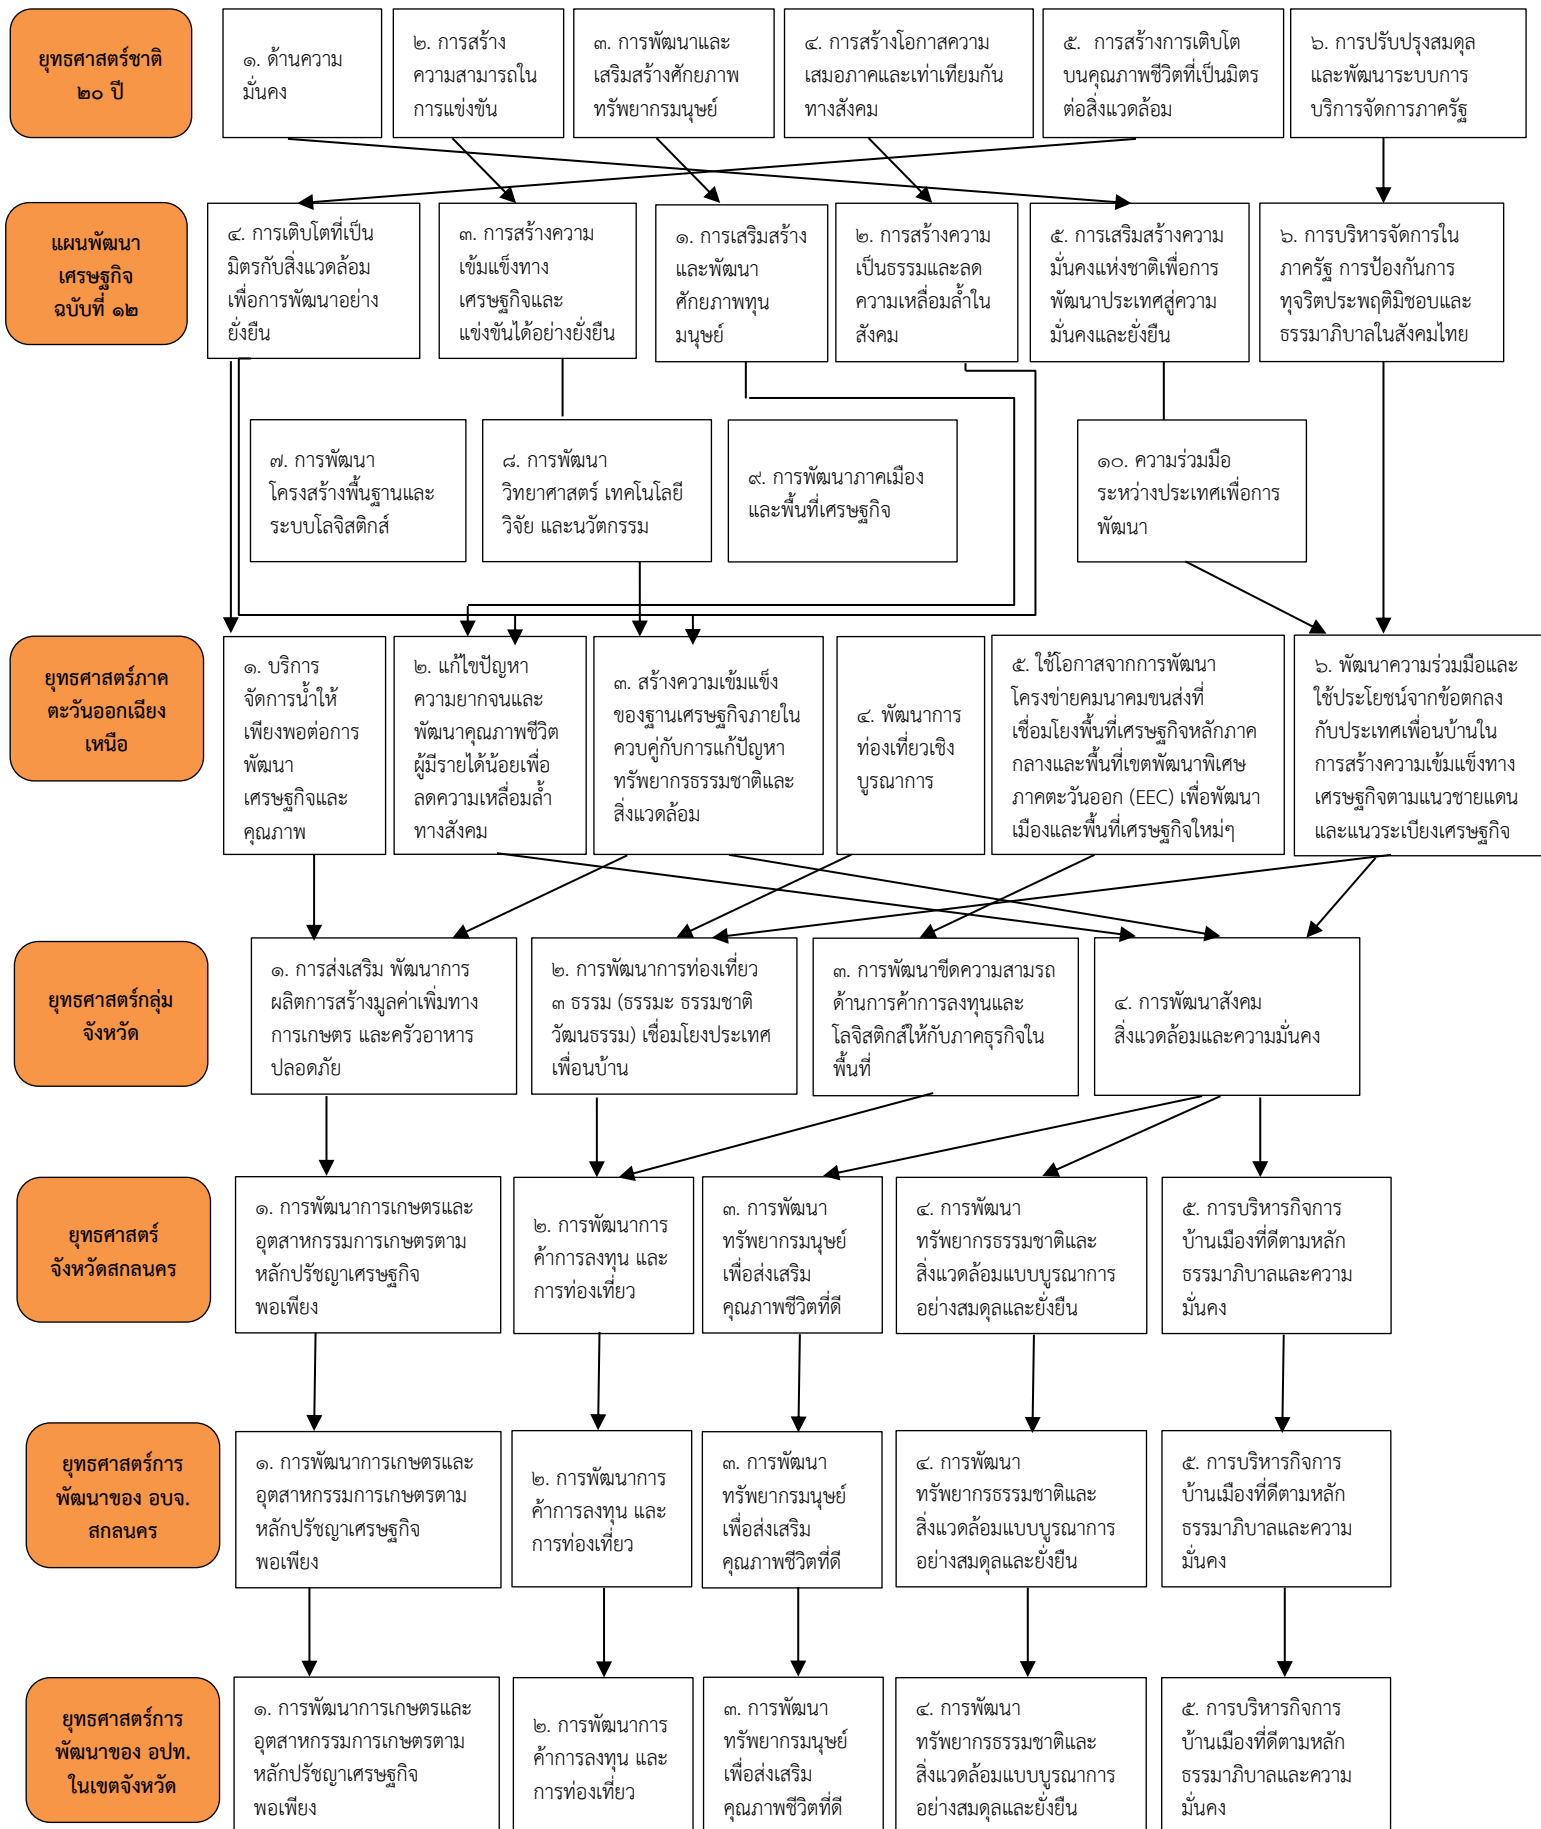 ยุทธศาสตร์ชาติ
๒๐ ปี
๑. ด้านความ
มั่นคง
๒. การสร้าง
ความสามารถใน
การแข่งขัน
๓. การพัฒนาและ
เสริมสร้างศักยภาพ
ทรัพยากรมนุษย์
๔. การสร้างโอกาสความ
เสมอภาคและเท่าเทียมกัน
ทางสังคม
๕. การสร้างการเติบโต
บนคุณภาพชีวิตที่เป็นมิตร
ต่อสิ่งแวดล้อม
๖. การปรับปรุงสมดุล
และพัฒนาระบบการ
บริการจัดการภาครัฐ
แผนพัฒนา
เศรษฐกิจ
ฉบับที่ ๑๒
๔. การเติบโตที่เป็น
มิตรกับสิ่งแวดล้อม
เพื่อการพัฒนาอย่าง
ยั่งยืน
๓. การสร้างความ
เข้มแข็งทาง
เศรษฐกิจและ
แข่งขันได้อย่างยั่งยืน
๑. การเสริมสร้าง
และพัฒนา
ศักยภาพทุน
มนุษย์
๒. การสร้างความ
เป็นธรรมและลด
ความเหลื่อมล้ำใน
สังคม
๕. การเสริมสร้างความ
มั่นคงแห่งชาติเพื่อการ
พัฒนาประเทศสู่ความ
มั่นคงและยั่งยืน
๖. การบริหารจัดการใน
ภาครัฐ การป้องกันการ
ทุจริตประพฤติมิชอบและ
ธรรมาภิบาลในสังคมไทย
๗. การพัฒนา
โครงสร้างพื้นฐานและ
ระบบโลจิสติกส์
๘. การพัฒนา
วิทยาศาสตร์ เทคโนโลยี
วิจัย และนวัตกรรม
๙. การพัฒนาภาคเมือง
และพื้นที่เศรษฐกิจ
๑๐. ความร่วมมือ
ระหว่างประเทศเพื่อการ
พัฒนา
ยุทธศาสตร์ภาค
ตะวันออกเฉียง
เหนือ
๑. บริการ
จัดการน้ำให้
เพียงพอต่อการ
พัฒนา
เศรษฐกิจและ
คุณภาพ
๒. แก้ไขปัญหา
ความยากจนและ
พัฒนาคุณภาพชีวิต
ผู้มีรายได้น้อยเพื่อ
ลดความเหลื่อมล้ำ
ทางสังคม
๓. สร้างความเข้มแข็ง
ของฐานเศรษฐกิจภายใน
ควบคู่กับการแก้ปัญหา
ทรัพยากรธรรมชาติและ
สิ่งแวดล้อม
๔. พัฒนาการ
ท่องเที่ยวเชิง
บูรณาการ
๕. ใช้โอกาสจากการพัฒนา
โครงข่ายคมนาคมขนส่งที่
เชื่อมโยงพื้นที่เศรษฐกิจหลักภาค
กลางและพื้นที่เขตพัฒนาพิเศษ
ภาคตะวันออก (EEC) เพื่อพัฒนา
เมืองและพื้นที่เศรษฐกิจใหม่ๆ
๖. พัฒนาความร่วมมือและ
ใช้ประโยชน์จากข้อตกลง
กับประเทศเพื่อนบ้านใน
การสร้างความเข้มแข็งทาง
เศรษฐกิจตามแนวชายแดน
และแนวระเบียงเศรษฐกิจ
ยุทธศาสตร์กลุ่ม
จังหวัด
๑. การส่งเสริม พัฒนาการ
ผลิตการสร้างมูลค่าเพิ่มทาง
การเกษตร และครัวอาหาร
ปลอดภัย
๒. การพัฒนาการท่องเที่ยว
๓ ธรรม (ธรรมะ ธรรมชาติ
วัฒนธรรม) เชื่อมโยงประเทศ
เพื่อนบ้าน
๓. การพัฒนาขีดความสามรถ
ด้านการค้าการลงทุนและ
โลจิสติกส์ให้กับภาคธุรกิจใน
พื้นที่
๔. การพัฒนาสังคม
สิ่งแวดล้อมและความมั่นคง
ยุทธศาสตร์
จังหวัดสกลนคร
๑. การพัฒนาการเกษตรและ
อุตสาหกรรมการเกษตรตาม
หลักปรัชญาเศรษฐกิจ
พอเพียง
๒. การพัฒนาการ
ค้าการลงทุน และ
การท่องเที่ยว
๓. การพัฒนา
ทรัพยากรมนุษย์
เพื่อส่งเสริม
คุณภาพชีวิตที่ดี
๔. การพัฒนา
ทรัพยากรธรรมชาติและ
สิ่งแวดล้อมแบบบูรณาการ
อย่างสมดุลและยั่งยืน
๕. การบริหารกิจการ
บ้านเมืองที่ดีตามหลัก
ธรรมาภิบาลและความ
มั่นคง
ยุทธศาสตร์การ
พัฒนาของ อบจ.
สกลนคร
๑. การพัฒนาการเกษตรและ
อุตสาหกรรมการเกษตรตาม
หลักปรัชญาเศรษฐกิจ
พอเพียง
๒. การพัฒนาการ
ค้าการลงทุน และ
การท่องเที่ยว
๓. การพัฒนา
ทรัพยากรมนุษย์
เพื่อส่งเสริม
คุณภาพชีวิตที่ดี
๔. การพัฒนา
ทรัพยากรธรรมชาติและ
สิ่งแวดล้อมแบบบูรณาการ
อย่างสมดุลและยั่งยืน
๕. การบริหารกิจการ
บ้านเมืองที่ดีตามหลัก
ธรรมาภิบาลและความ
มั่นคง
ยุทธศาสตร์การ
พัฒนาของ อปท.
ในเขตจังหวัด
๑. การพัฒนาการเกษตรและ
อุตสาหกรรมการเกษตรตาม
หลักปรัชญาเศรษฐกิจ
พอเพียง
๒. การพัฒนาการ
ค้าการลงทุน และ
การท่องเที่ยว
๓. การพัฒนา
ทรัพยากรมนุษย์
เพื่อส่งเสริม
คุณภาพชีวิตที่ดี
๔. การพัฒนา
ทรัพยากรธรรมชาติและ
สิ่งแวดล้อมแบบบูรณาการ
อย่างสมดุลและยั่งยืน
๕. การบริหารกิจการ
บ้านเมืองที่ดีตามหลัก
ธรรมาภิบาลและความ
มั่นคง